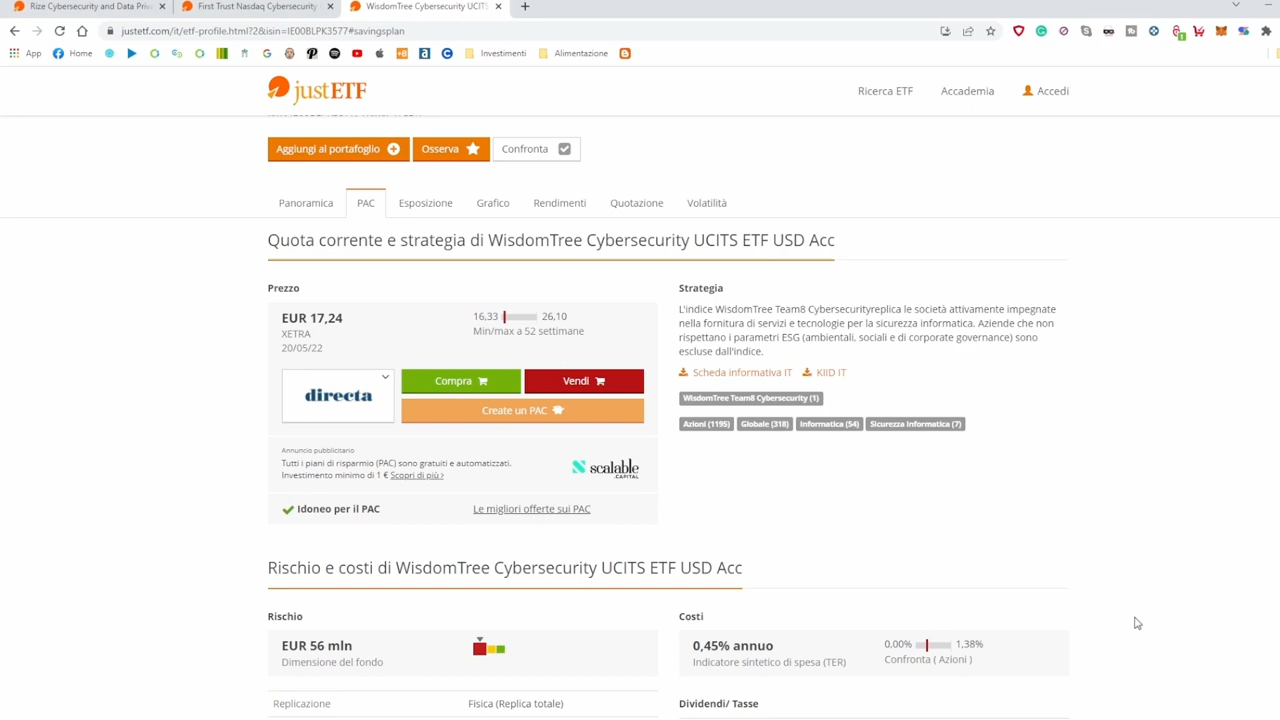 Rize Cybersecurity and Data Priva
First Trust Nasdaq Cybersecurity
WisdomTree Cybersecurity UCITS
justetf.com/it/etf-profile.html?2&isin=IE00BLPK3577#savingsplan
App
Home
Investimenti
Alimentazione
justETF
Ricerca ETF
Accademia
Accedi
Aggiungi al portafoglio
Osserva
Confronta
Panoramica
PAC
Esposizione
Grafico
Rendimenti
Quotazione
Volatilità
Quota corrente e strategia di WisdomTree Cybersecurity UCITS ETF USD Acc
Prezzo
EUR 17,24
XETRA
20/05/22
16,33 26,10
Min/max a 52 settimane
directa
Compra
Vendi
Create un PAC
Annuncio pubblicitario
Tutti i piani di risparmio (PAC) sono gratuiti e automatizzati.
Investimento minimo di 1 € Scopri di più>
scalable
CAPITAL
Idoneo per il PAC
Le migliori offerte sui PAC
Strategia
L'indice WisdomTree Team8 Cybersecurityreplica le società attivamente impegnate
nella fornitura di servizi e tecnologie per la sicurezza informatica. Aziende che non
rispettano i parametri ESG (ambientali, sociali e di corporate governance) sono
escluse dall'indice.
Scheda informativa IT KIID IT
WisdomTree Team8 Cybersecurity (1)
Azioni (1195) Globale (318) Informatica (54) Sicurezza Informatica (7)
Rischio e costi di WisdomTree Cybersecurity UCITS ETF USD Acc
Rischio
EUR 56 mln
Dimensione del fondo
Replicazione Fisica (Replica totale)
Costi
0,45% annuo
Indicatore sintetico di spesa (TER)
0,00% 1,38%
Confronta ( Azioni )
Dividendi/ Tasse